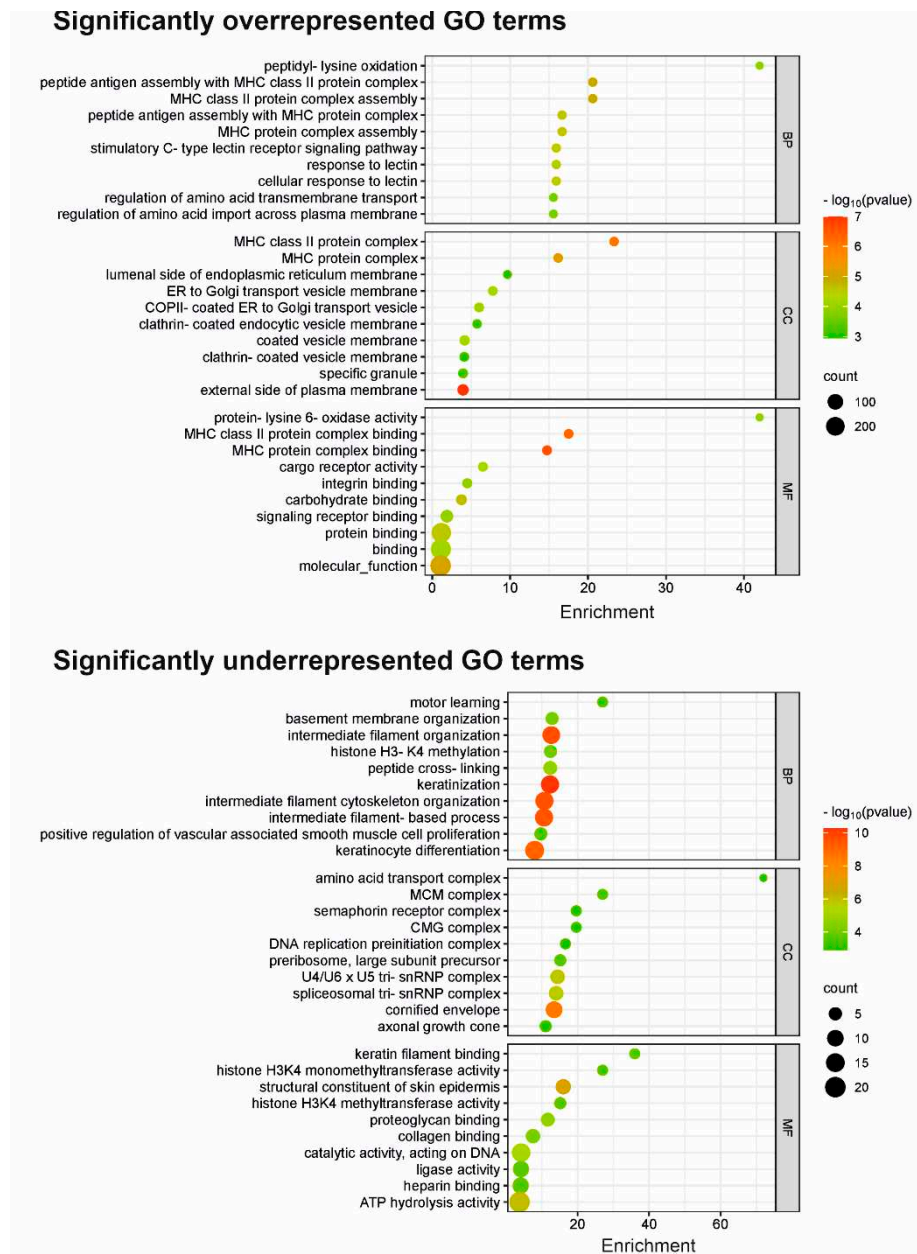 Significantly overrepresented GO terms
peptidyl- lysine oxidation
peptide antigen assembly with MHC class II protein complex
MHC class II protein complex assembly
peptide antigen assembly with MHC protein complex
MHC protein complex assembly
stimulatory C- type lectin receptor signaling pathway
response to lectin
cellular response to lectin
regulation of amino acid transmembrane transport
regulation of amino acid import across plasma membrane
BP
MHC class II protein complex
MHC protein complex
lumenal side of endoplasmic reticulum membrane
ER to Golgi transport vesicle membrane
COPII- coated ER to Golgi transport vesicle
clathrin- coated endocytic vesicle membrane
coated vesicle membrane
clathrin- coated vesicle membrane
specific granule
external side of plasma membrane
CC
protein- lysine 6- oxidase activity
MHC class II protein complex binding
MHC protein complex binding
cargo receptor activity
integrin binding
carbohydrate binding
signaling receptor binding
protein binding
binding
molecular_function
MF
0 10 20 30 40
Enrichment
- log10(pvalue)
7
6
5
4
3
count
100
200
Significantly underrepresented GO terms
motor learning
basement membrane organization
intermediate filament organization
histone H3- K4 methylation
peptide cross- linking
keratinization
intermediate filament cytoskeleton organization
intermediate filament- based process
positive regulation of vascular associated smooth muscle cell proliferation
keratinocyte differentiation
BP
amino acid transport complex
MCM complex
semaphorin receptor complex
CMG complex
DNA replication preinitiation complex
preribosome, large subunit precursor
U4/U6 x U5 tri- snRNP complex
spliceosomal tri- snRNP complex
cornified envelope
axonal growth cone
CC
keratin filament binding
histone H3K4 monomethyltransferase activity
structural constituent of skin epidermis
histone H3K4 methyltransferase activity
proteoglycan binding
collagen binding
catalytic activity, acting on DNA
ligase activity
heparin binding
ATP hydrolysis activity
MF
20 40 60
Enrichment
- log10(pvalue)
10
8
6
4
count
5
10
15
20